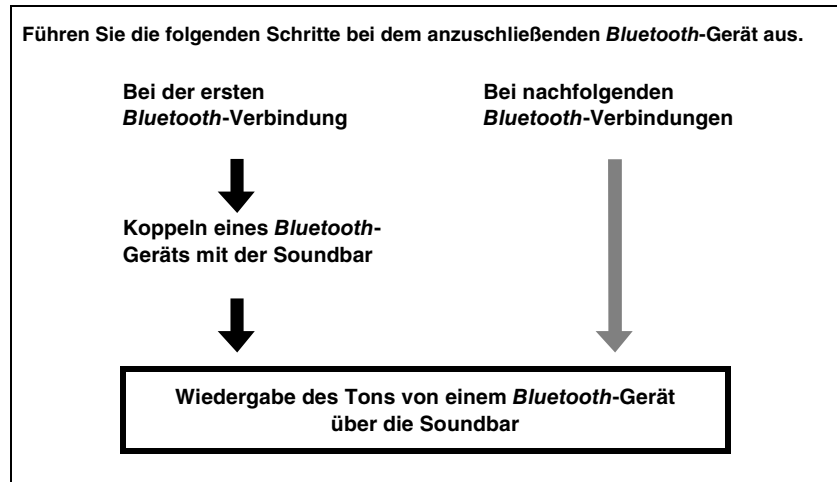 Führen Sie die folgenden Schritte bei dem anzuschließenden Bluetooth-Gerät aus.
Bei der ersten
Bluetooth-Verbindung
Bei nachfolgenden
Bluetooth-Verbindungen
Koppeln eines Bluetooth-
Geräts mit der Soundbar
Wiedergabe des Tons von einem Bluetooth-Gerät
über die Soundbar